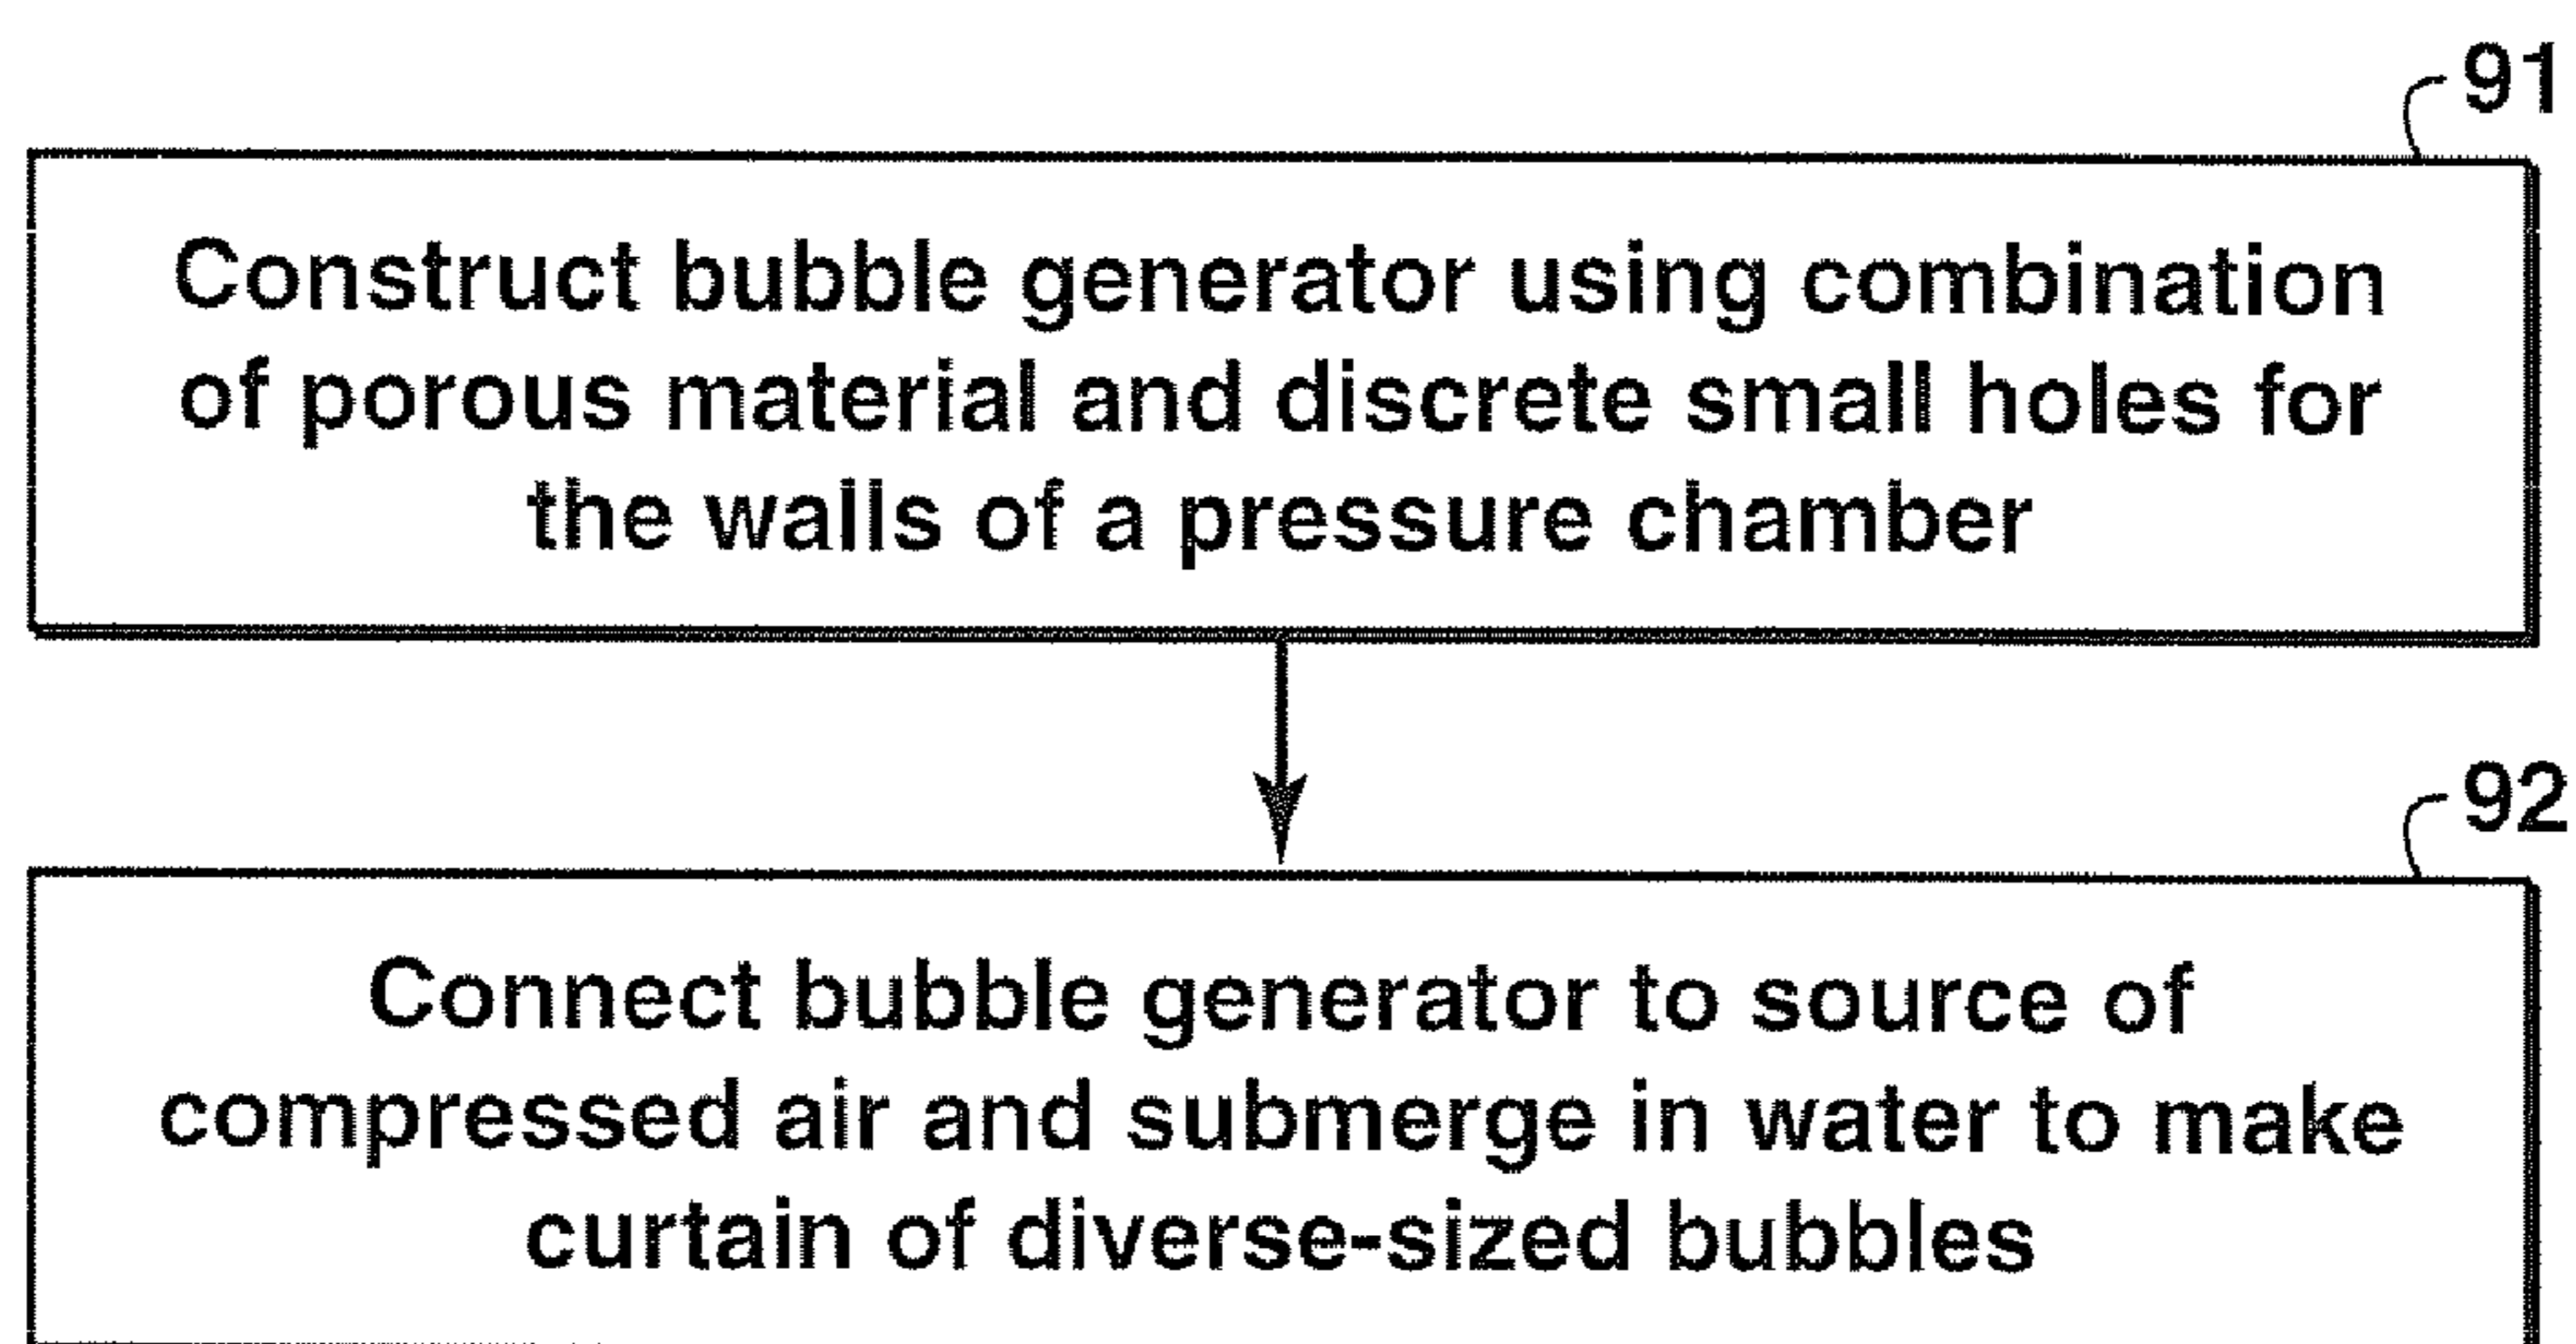 91
Construct bubble generator using combination
of porous material and discrete small holes for
the walls of a pressure chamber
92
Connect bubble generator to source of
compressed air and submerge in water to make
curtain of diverse-sized bubbles